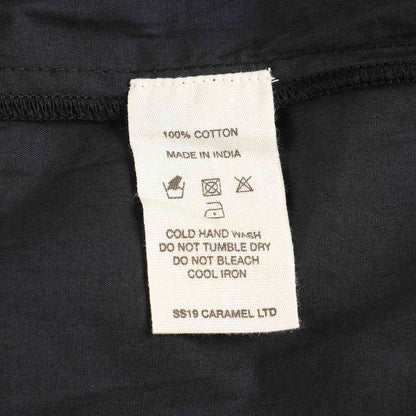 100% COTTON
MADE IN INDIA
COLD HAND WASH
DO NOT TUMBLE DRY
DO NOT BLEACH
COOL IRON
SS19 CARAMEL LTD